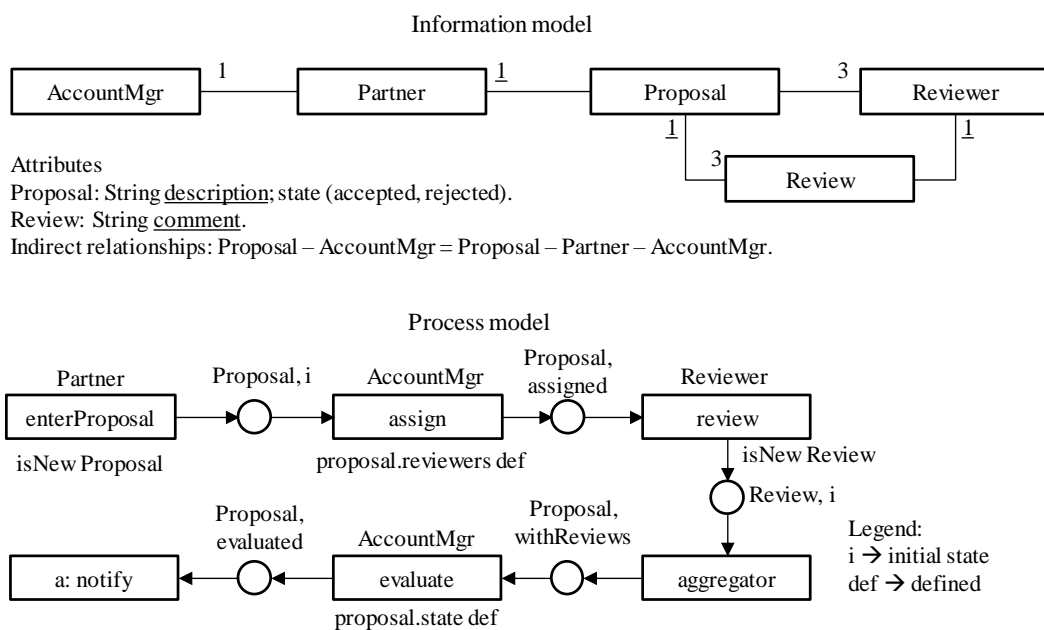 Information model
1
1
3
AccountMgr
Partner
Proposal
Reviewer
1
1
3
Review
Attributes
Proposal: String description; state (accepted, rejected).
Review: String comment.
Indirect relationships: Proposal – AccountMgr = Proposal – Partner – AccountMgr.
Process model
Partner
Proposal, i
AccountMgr
Proposal,
assigned
Reviewer
enterProposal
assign
review
isNew Proposal
proposal.reviewers def
isNew Review
Review, i
Proposal,
evaluated
AccountMgr
Proposal,
withReviews
Legend:
i → initial state
def → defined
a: notify
evaluate
aggregator
proposal.state def